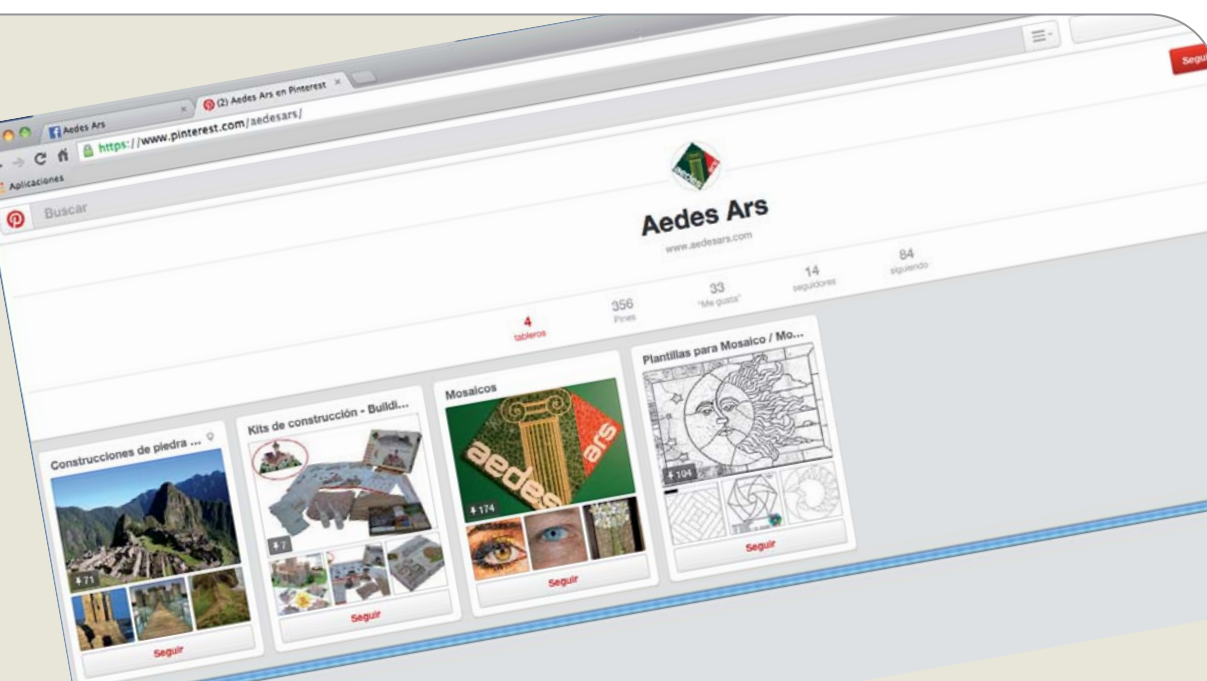 Aedes Ars
(2) Aedes Ars en Pinterest
https://www.pinterest.com/aedesars/
Aplicaciones
Buscar
Seguir
aedes
Aedes Ars
www.aedesars.com
4
tableros
356
Pines
33
"Me gusta"
14
seguidores
84
siguiendo
Construcciones de piedra ...
71
Seguir
Kits de construcción - Buildi...
7
Seguir
Mosaicos
aedes
ars
174
Seguir
Plantillas para Mosaico / Mo...
104
Seguir